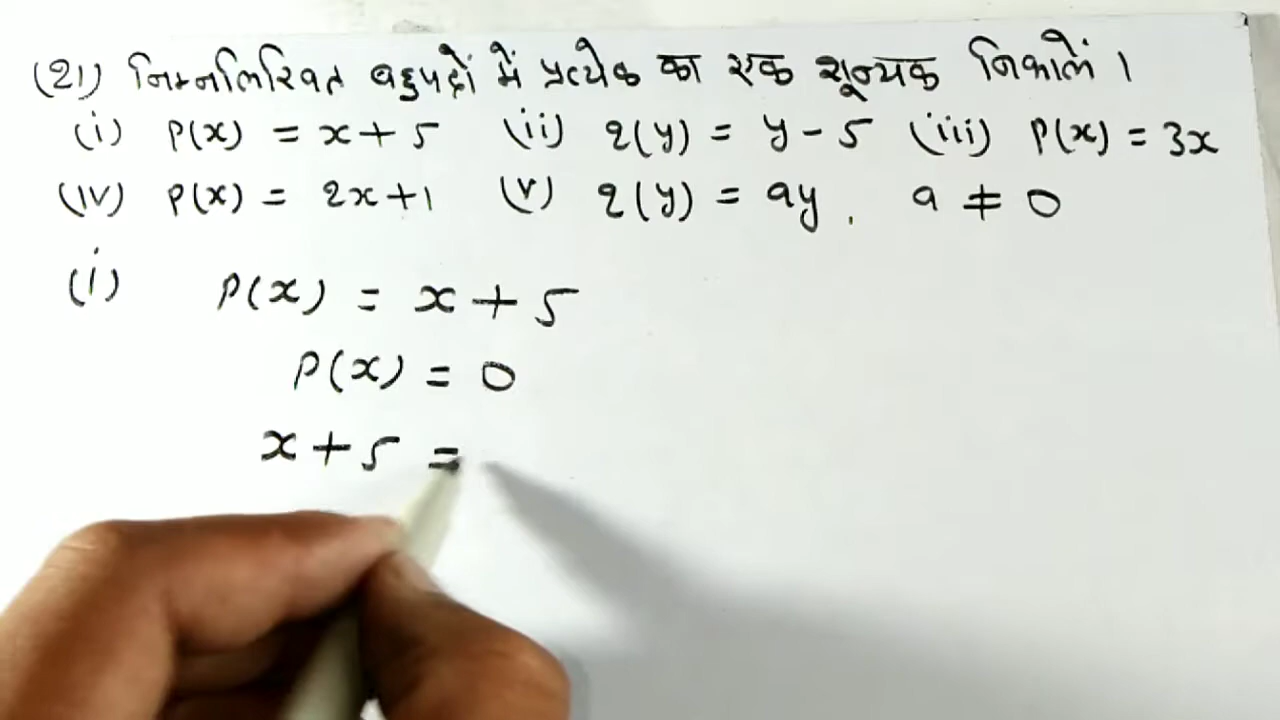 (21) निम्नलिखित बहुपदों में प्रत्येक का एक शून्यक निकालें ।
(i) P(x) = x + 5 (ii) q(y) = y - 5 (iii) P(x) = 3x
(iv) P(x) = 2x + 1 (v) q(y) = ay . a ≠ 0
(i) P(x) = x + 5
P(x) = 0
x + 5 =